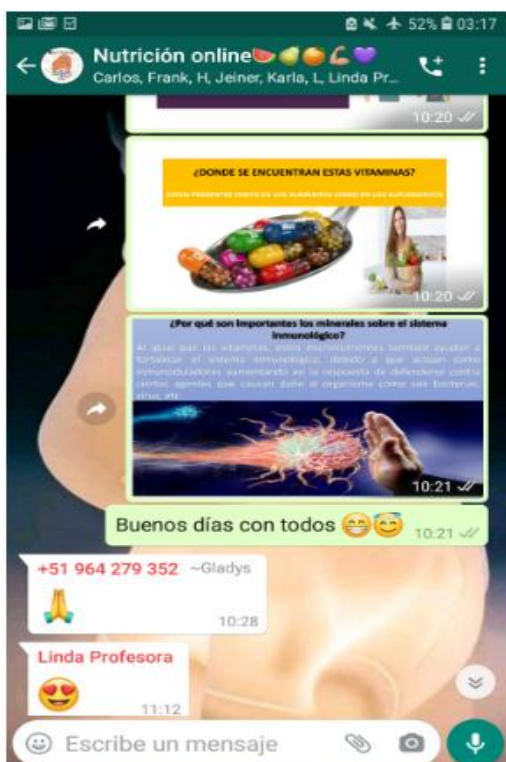 52% 03:17
Nutrición online🍉🍐🍊💪💜
Carlos, Frank, H, Jeiner, Karla, L, Linda Pr...
10:20
¿DONDE SE ENCUENTRAN ESTAS VITAMINAS?
10:20
¿Por qué son importantes los minerales sobre el sistema
inmunológico?
Al igual que las vitaminas, estos micronutrientes también ayudan a
fortalecer el sistema inmunológico, debido a que actúan como
inmunoduladores aumentando así la respuesta de defenderse contra
ciertos agentes que causan daño al organismo como son bacterias,
virus, etc.
10:21
Buenos días con todos 😁😇 10:21
+51 964 279 352 ~Gladys
🙏
10:28
Linda Profesora
😍
11:12
Escribe un mensaje